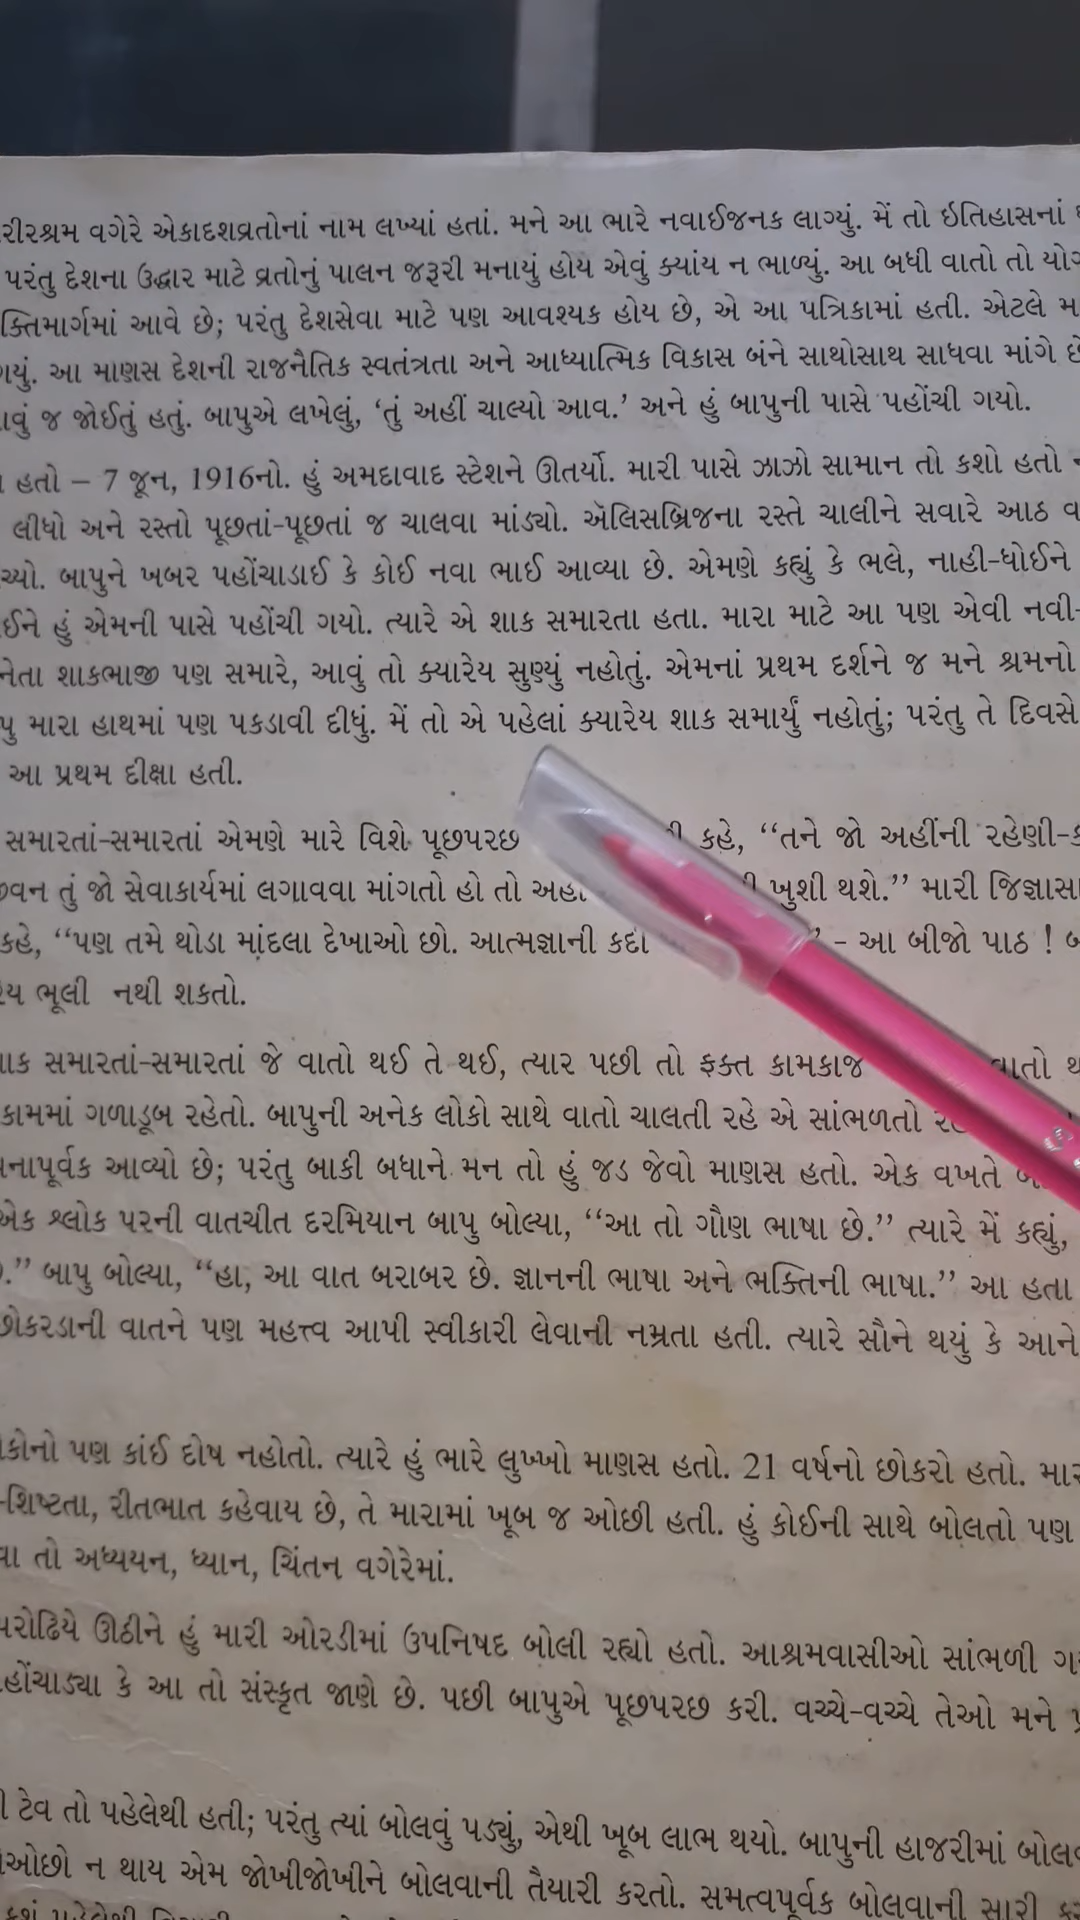 વગેરે એકાદશવ્રતોનાં નામ લખ્યાં હતાં. મને આ ભારે નવાઈજનક લાગ્યું. મેં તો ઇતિહાસનાં
પરંતુ દેશના ઉદ્ધાર માટે વ્રતોનું પાલન જરૂરી મનાયું હોય એવું ક્યાંય ન ભાળ્યું. આ બધી વાતો તો
આવે છે; પરંતુ દેશસેવા માટે પણ આવશ્યક હોય છે, એ આ પત્રિકામાં હતી. એટલે
આ માણસ દેશની રાજનૈતિક સ્વતંત્રતા અને આધ્યાત્મિક વિકાસ બંને સાથોસાથ સાધવા માંગે
જ જોઈતું હતું. બાપુએ લખેલું, ‘તું અહીં ચાલ્યો આવ.’ અને હું બાપુની પાસે પહોંચી ગયો.
હતો – 7 જૂન, 1916નો. હું અમદાવાદ સ્ટેશને ઊતર્યો. મારી પાસે ઝાઝો સામાન તો કશો હતો
લીધો અને રસ્તો પૂછતાં-પૂછતાં જ ચાલવા માંડ્યો. ઍલિસબ્રિજના રસ્તે ચાલીને સવારે આઠ
બાપુને ખબર પહોંચાડાઈ કે કોઈ નવા ભાઈ આવ્યા છે. એમણે કહ્યું કે ભલે, નાહી-ધોઈને
હું એમની પાસે પહોંચી ગયો. ત્યારે એ શાક સમારતા હતા. મારા માટે આ પણ એવી
શાકભાજી પણ સમારે, આવું તો ક્યારેય સુણ્યું નહોતું. એમનાં પ્રથમ દર્શને જ મને શ્રમનો
મારા હાથમાં પણ પકડાવી દીધું. મેં તો એ પહેલાં ક્યારેય શાક સમાર્યું નહોતું; પરંતુ તે દિવસે
આ પ્રથમ દીક્ષા હતી.
સમારતાં-સમારતાં એમણે મારે વિશે પૂછપરછ કહે, “તને જો અહીંની
તું જો સેવાકાર્યમાં લગાવવા માંગતો હો તો ખુશી થશે.” મારી
કહે, “પણ તમે થોડા માંદલા દેખાઓ છો. આત્મજ્ઞાની – આ બીજો પાઠ !
ભૂલી નથી શકતો.
સમારતાં-સમારતાં જે વાતો થઈ તે થઈ, ત્યાર પછી તો ફક્ત કામકાજ
કામમાં ગળાડૂબ રહેતો. બાપુની અનેક લોકો સાથે વાતો ચાલતી રહે એ સાંભળતો
આવ્યો છે; પરંતુ બાકી બધાને મન તો હું જડ જેવો માણસ હતો. એક વખતે
એક શ્લોક પરની વાતચીત દરમિયાન બાપુ બોલ્યા, “આ તો ગૌણ ભાષા છે.” ત્યારે મેં કહ્યું,
બાપુ બોલ્યા, “હા, આ વાત બરાબર છે. જ્ઞાનની ભાષા અને ભક્તિની ભાષા.” આ હતા
છોકરડાની વાતને પણ મહત્ત્વ આપી સ્વીકારી લેવાની નમ્રતા હતી. ત્યારે સૌને થયું કે આને
પણ કાંઈ દોષ નહોતો. ત્યારે હું ભારે લુખ્ખો માણસ હતો. 21 વર્ષનો છોકરો હતો.
શિષ્ટતા, રીતભાત કહેવાય છે, તે મારામાં ખૂબ જ ઓછી હતી. હું કોઈની સાથે બોલતો પણ
તો અધ્યયન, ધ્યાન, ચિંતન વગેરેમાં.
પરોઢિયે ઊઠીને હું મારી ઓરડીમાં ઉપનિષદ બોલી રહ્યો હતો. આશ્રમવાસીઓ સાંભળી
કે આ તો સંસ્કૃત જાણે છે. પછી બાપુએ પૂછપરછ કરી. વચ્ચે-વચ્ચે તેઓ મને
ટેવ તો પહેલેથી હતી; પરંતુ ત્યાં બોલવું પડ્યું, એથી ખૂબ લાભ થયો. બાપુની હાજરીમાં
ન થાય એમ જોખીજોખીને બોલવાની તૈયારી કરતો. સમત્વપૂર્વક બોલવાની સારી